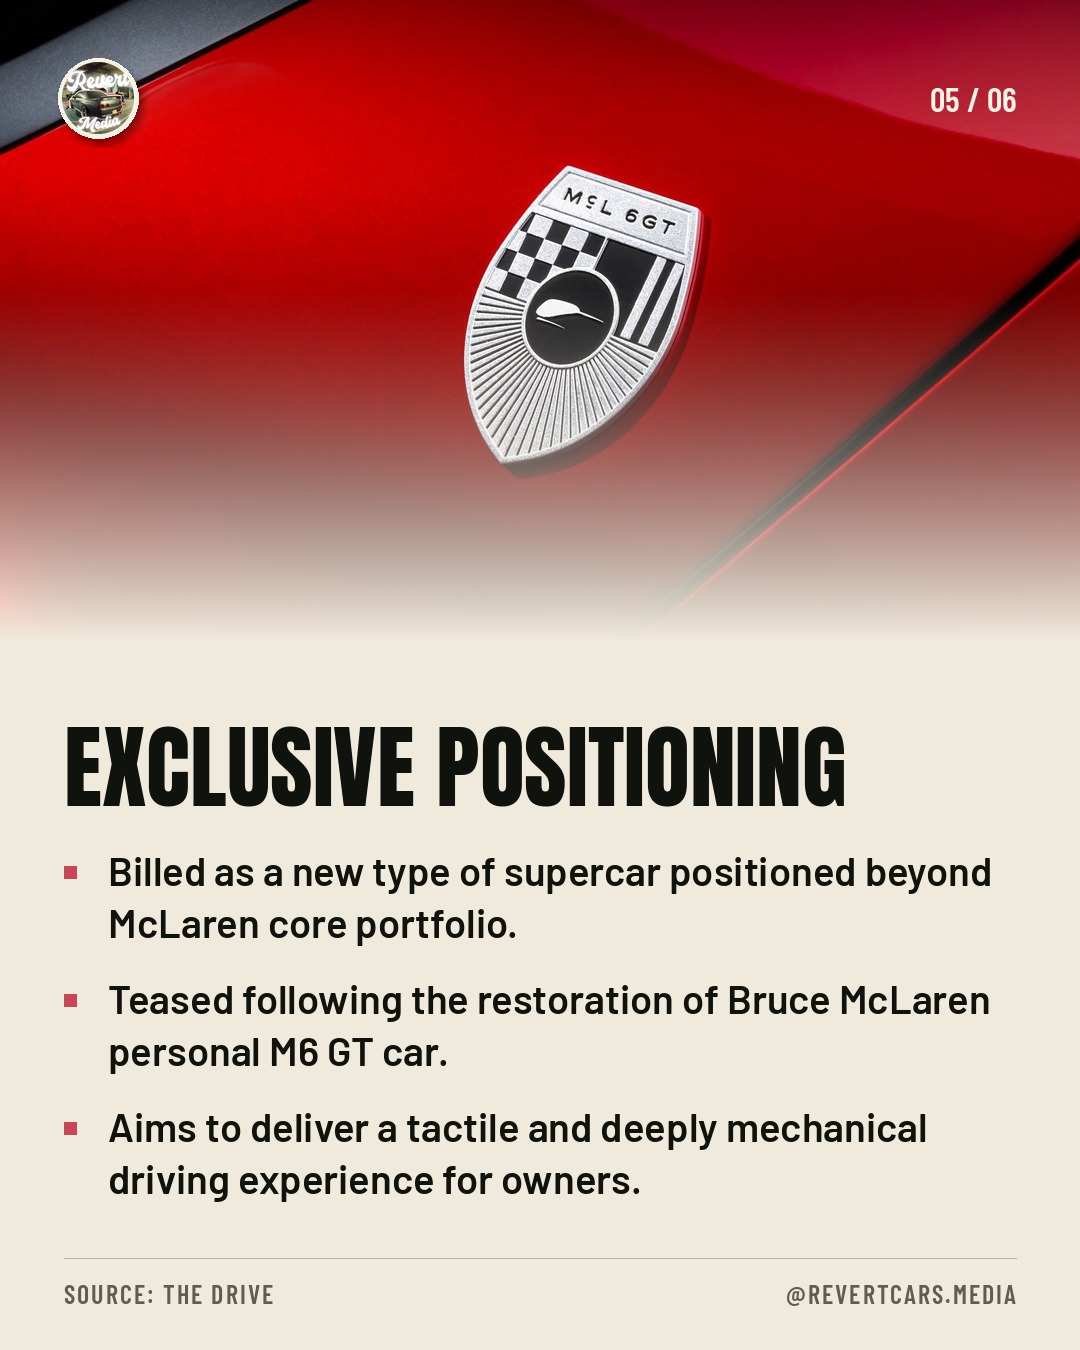 Revert
Media
05 / 06
McL 6GT
EXCLUSIVE POSITIONING
Billed as a new type of supercar positioned beyond
McLaren core portfolio.
Teased following the restoration of Bruce McLaren
personal M6 GT car.
Aims to deliver a tactile and deeply mechanical
driving experience for owners.
SOURCE: THE DRIVE
@REVERTCARS.MEDIA